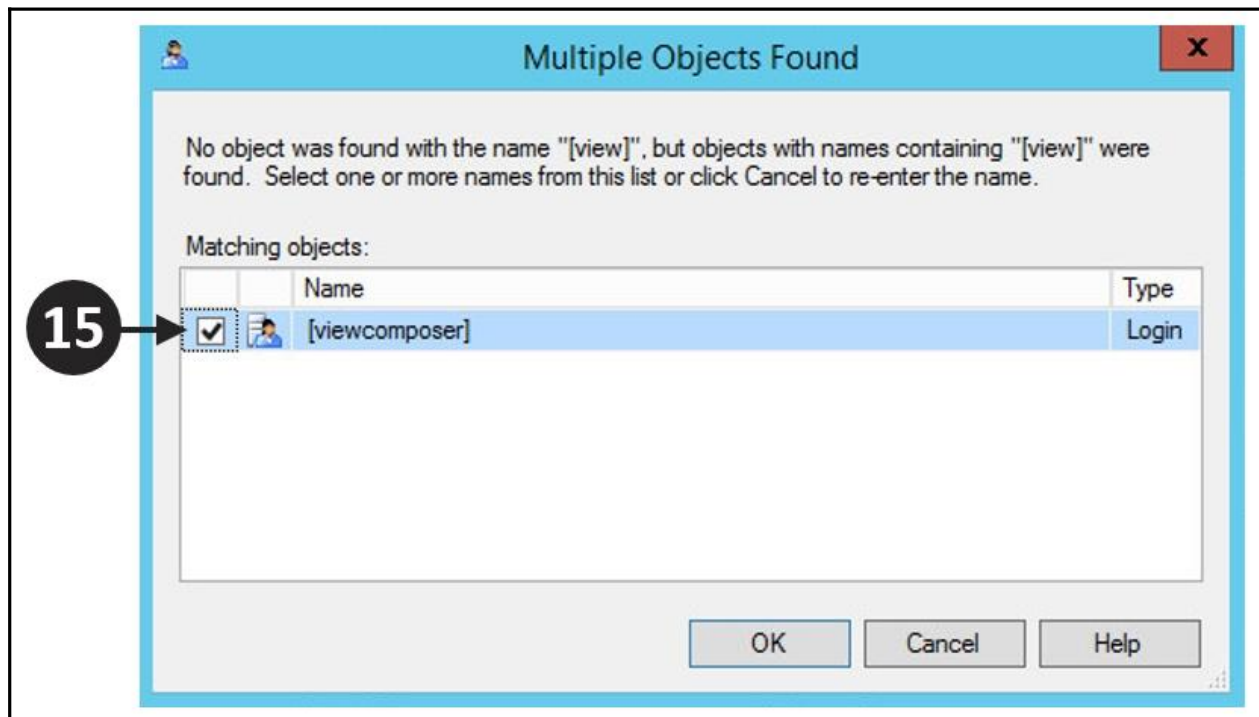 Multiple Objects Found
x
No object was found with the name "[view]", but objects with names containing "[view]" were
found.  Select one or more names from this list or click Cancel to re-enter the name.
Matching objects:
Name Type
15 [viewcomposer] Login
OK Cancel Help